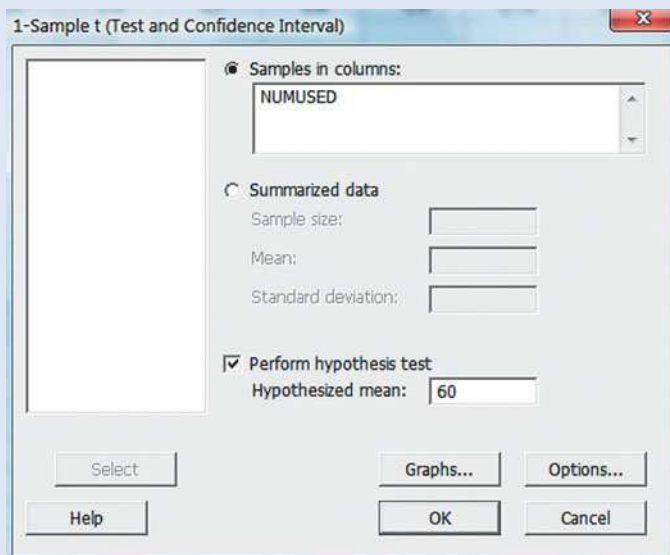 1-Sample t (Test and Confidence Interval)
Samples in columns:
NUMUSED
Summarized data
Sample size:
Mean:
Standard deviation:
Perform hypothesis test
Hypothesized mean: 60
Select
Graphs...
Options...
Help
OK
Cancel